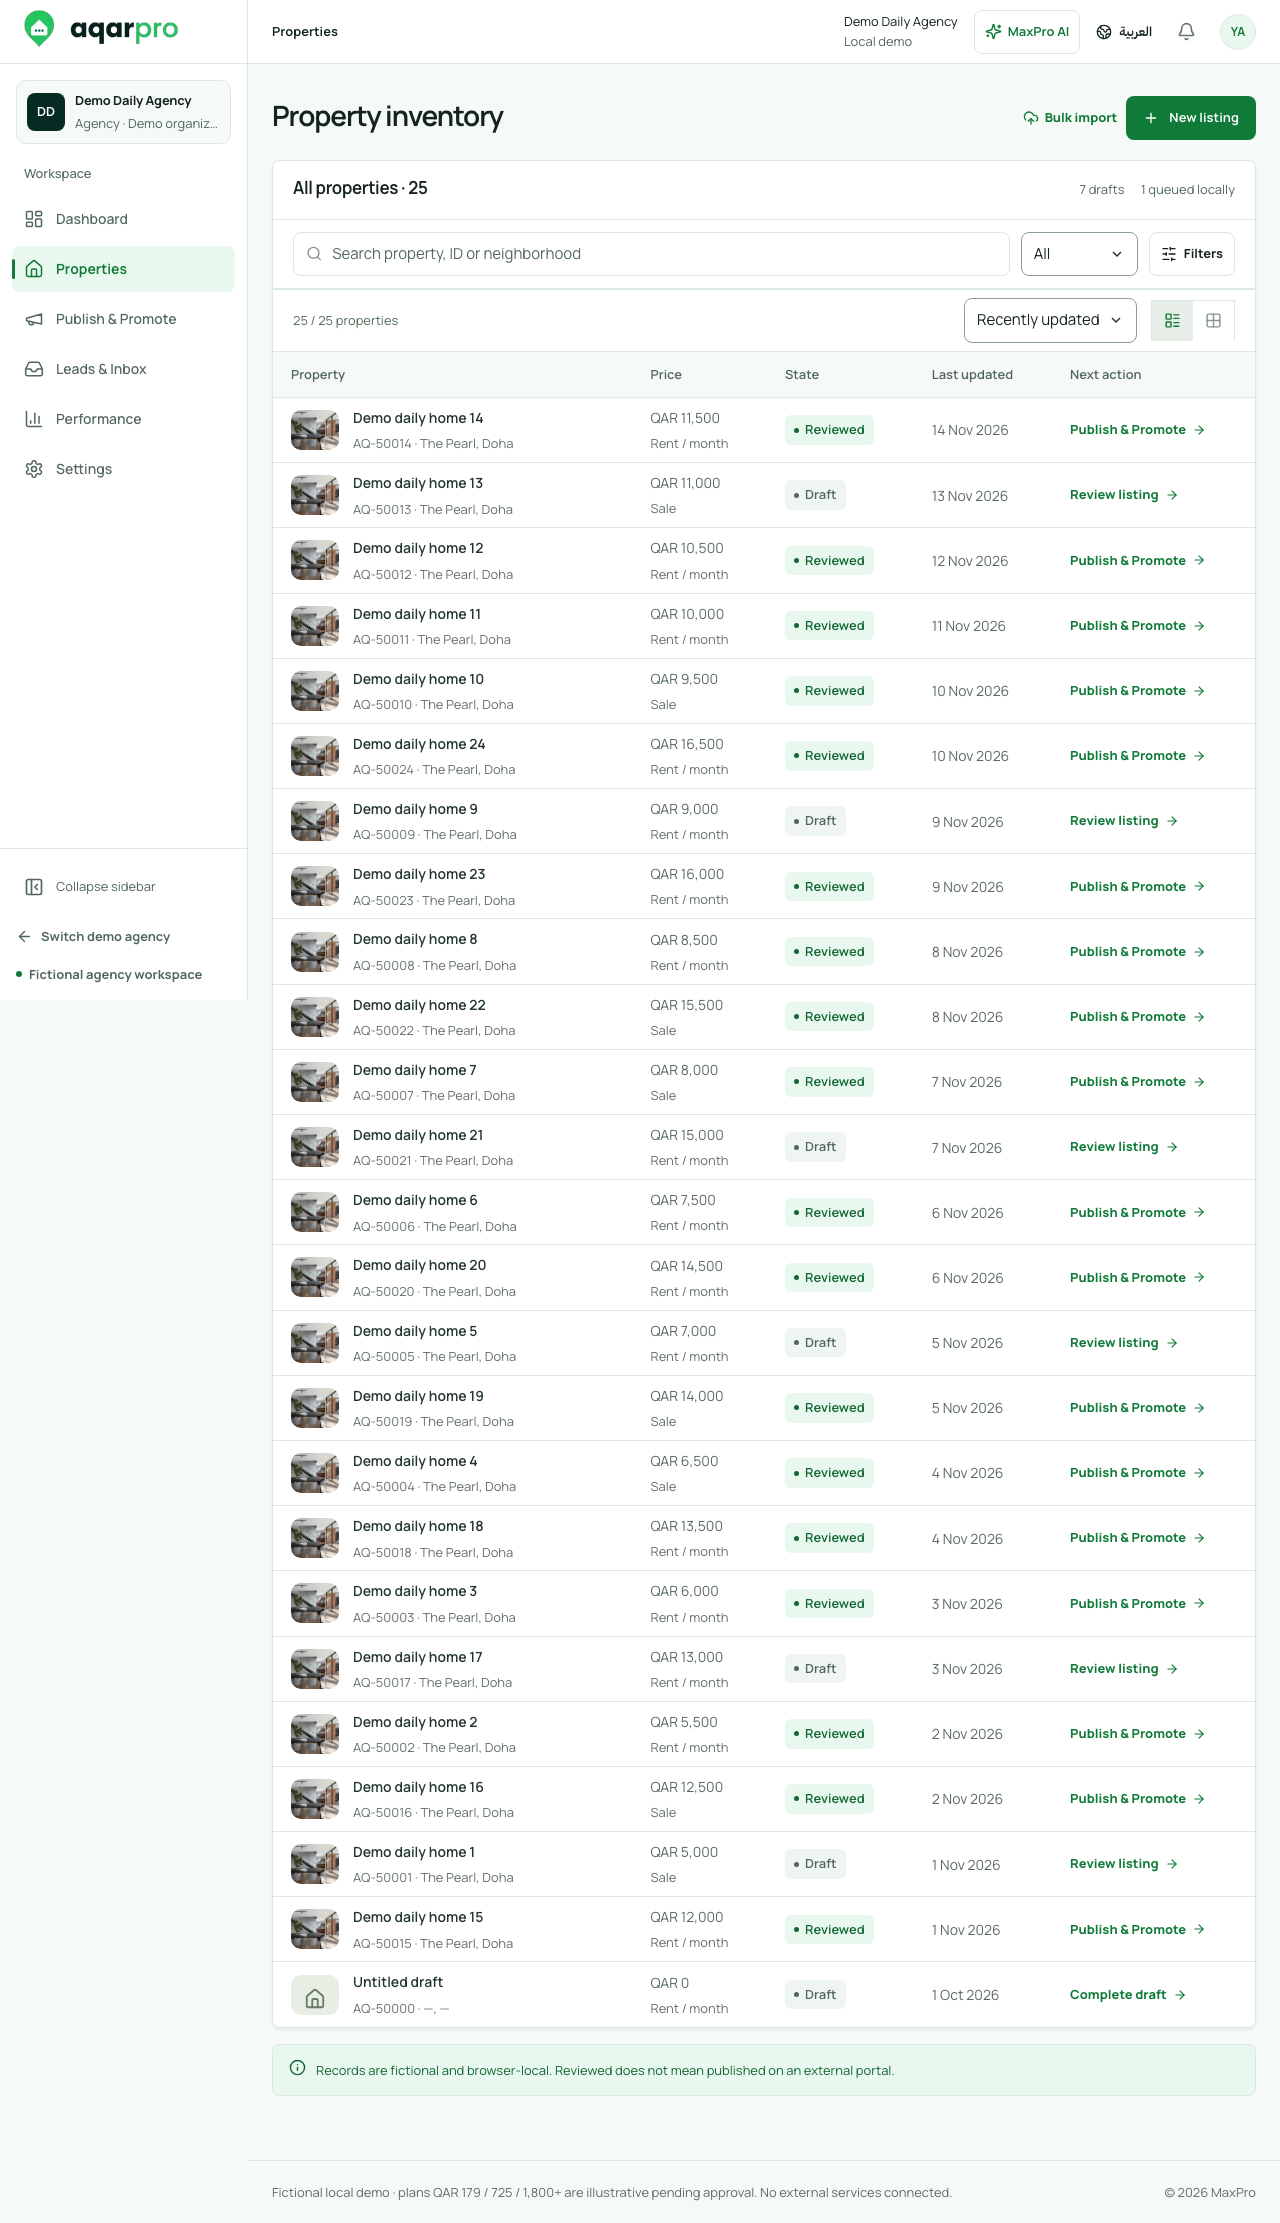 aqarpro
Properties
Demo Daily Agency
Local demo
MaxPro AI
العربية
YA
DD
Demo Daily Agency
Agency · Demo organiz...
Workspace
Dashboard
Properties
Publish & Promote
Leads & Inbox
Performance
Settings
Collapse sidebar
Switch demo agency
Fictional agency workspace
Property inventory
Bulk import
New listing
All properties · 25
7 drafts 1 queued locally
Search property, ID or neighborhood
All
Filters
25 / 25 properties
Recently updated
Property Price State Last updated Next action
Demo daily home 14 QAR 11,500 Reviewed 14 Nov 2026 Publish & Promote
AQ-50014 · The Pearl, Doha Rent / month
Demo daily home 13 QAR 11,000 Draft 13 Nov 2026 Review listing
AQ-50013 · The Pearl, Doha Sale
Demo daily home 12 QAR 10,500 Reviewed 12 Nov 2026 Publish & Promote
AQ-50012 · The Pearl, Doha Rent / month
Demo daily home 11 QAR 10,000 Reviewed 11 Nov 2026 Publish & Promote
AQ-50011 · The Pearl, Doha Rent / month
Demo daily home 10 QAR 9,500 Reviewed 10 Nov 2026 Publish & Promote
AQ-50010 · The Pearl, Doha Sale
Demo daily home 24 QAR 16,500 Reviewed 10 Nov 2026 Publish & Promote
AQ-50024 · The Pearl, Doha Rent / month
Demo daily home 9 QAR 9,000 Draft 9 Nov 2026 Review listing
AQ-50009 · The Pearl, Doha Rent / month
Demo daily home 23 QAR 16,000 Reviewed 9 Nov 2026 Publish & Promote
AQ-50023 · The Pearl, Doha Rent / month
Demo daily home 8 QAR 8,500 Reviewed 8 Nov 2026 Publish & Promote
AQ-50008 · The Pearl, Doha Rent / month
Demo daily home 22 QAR 15,500 Reviewed 8 Nov 2026 Publish & Promote
AQ-50022 · The Pearl, Doha Sale
Demo daily home 7 QAR 8,000 Reviewed 7 Nov 2026 Publish & Promote
AQ-50007 · The Pearl, Doha Sale
Demo daily home 21 QAR 15,000 Draft 7 Nov 2026 Review listing
AQ-50021 · The Pearl, Doha Rent / month
Demo daily home 6 QAR 7,500 Reviewed 6 Nov 2026 Publish & Promote
AQ-50006 · The Pearl, Doha Rent / month
Demo daily home 20 QAR 14,500 Reviewed 6 Nov 2026 Publish & Promote
AQ-50020 · The Pearl, Doha Rent / month
Demo daily home 5 QAR 7,000 Draft 5 Nov 2026 Review listing
AQ-50005 · The Pearl, Doha Rent / month
Demo daily home 19 QAR 14,000 Reviewed 5 Nov 2026 Publish & Promote
AQ-50019 · The Pearl, Doha Sale
Demo daily home 4 QAR 6,500 Reviewed 4 Nov 2026 Publish & Promote
AQ-50004 · The Pearl, Doha Sale
Demo daily home 18 QAR 13,500 Reviewed 4 Nov 2026 Publish & Promote
AQ-50018 · The Pearl, Doha Rent / month
Demo daily home 3 QAR 6,000 Reviewed 3 Nov 2026 Publish & Promote
AQ-50003 · The Pearl, Doha Rent / month
Demo daily home 17 QAR 13,000 Draft 3 Nov 2026 Review listing
AQ-50017 · The Pearl, Doha Rent / month
Demo daily home 2 QAR 5,500 Reviewed 2 Nov 2026 Publish & Promote
AQ-50002 · The Pearl, Doha Rent / month
Demo daily home 16 QAR 12,500 Reviewed 2 Nov 2026 Publish & Promote
AQ-50016 · The Pearl, Doha Sale
Demo daily home 1 QAR 5,000 Draft 1 Nov 2026 Review listing
AQ-50001 · The Pearl, Doha Sale
Demo daily home 15 QAR 12,000 Reviewed 1 Nov 2026 Publish & Promote
AQ-50015 · The Pearl, Doha Rent / month
Untitled draft QAR 0 Draft 1 Oct 2026 Complete draft
AQ-50000 · —, — Rent / month
Records are fictional and browser-local. Reviewed does not mean published on an external portal.
Fictional local demo · plans QAR 179 / 725 / 1,800+ are illustrative pending approval. No external services connected.
© 2026 MaxPro